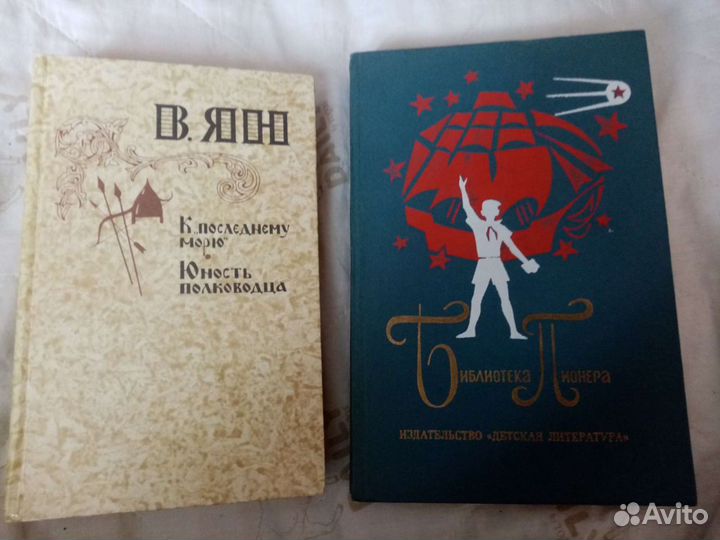 В. ЯН
К „последнему
морю"
Юность
полководца
Библиотека Пионера
ИЗДАТЕЛЬСТВО «ДЕТСКАЯ ЛИТЕРАТУРА»
Avito